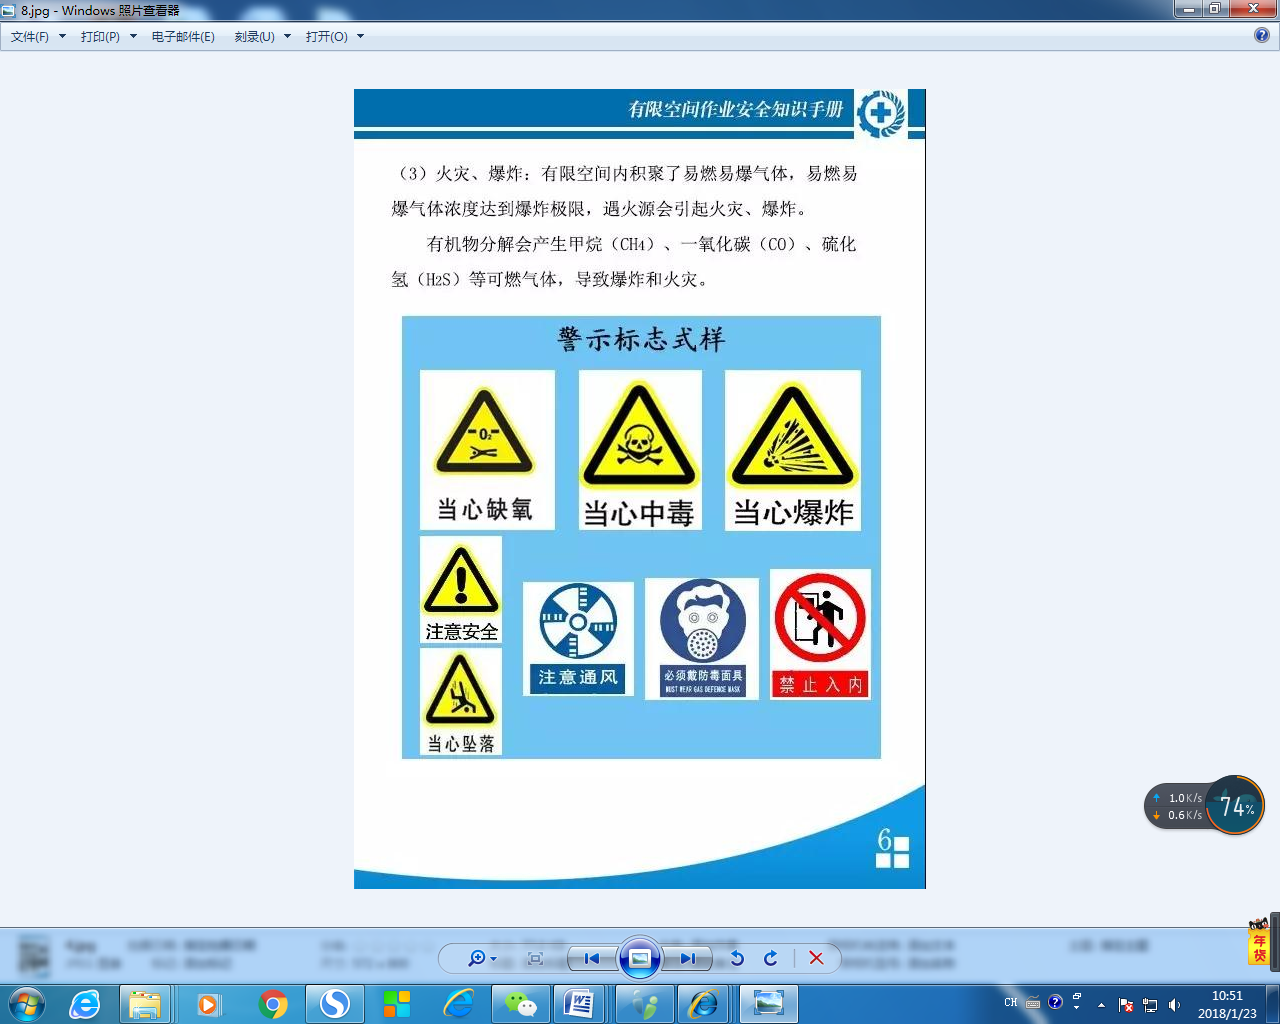 8.jpg - Windows 照片查看器
文件(F) 打印(P) 电子邮件(E) 刻录(U) 打开(O)
有限空间作业安全知识手册
（3）火灾、爆炸：有限空间内积聚了易燃易爆气体，易燃易
爆气体浓度达到爆炸极限，遇火源会引起火灾、爆炸。
有机物分解会产生甲烷（CH4）、一氧化碳（CO）、硫化
氢（H2S）等可燃气体，导致爆炸和火灾。
警示标志式样
O2
当心缺氧
当心中毒
当心爆炸
注意安全
注意通风
必须戴防毒面具
MUST WEAR GAS DEFENCE MASK
禁止入内
当心坠落
1.0K/s
0.6K/s
74%
6
年货
CH
10:51
2018/1/23